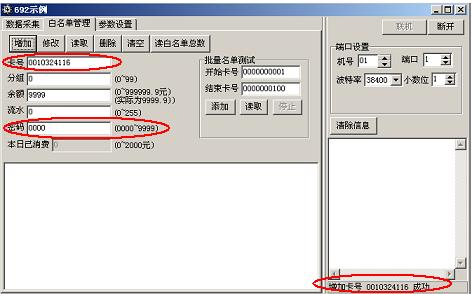 692示例
数据采集 白名单管理 参数设置
增加 修改 读取 删除 清空 读白名单总数
卡号 0010324116
分组 0 (0~99)
余额 9999 (0~999999.9元)
(实际为9999.9))
流水 0 (0~255)
密码 0000 (0000~9999)
本日已消费 0 (0~2000元)
批量名单测试
开始卡号 0000000001
结束卡号 0000000100
添加 读取 停止
联机 断开
端口设置
机号 01 端口 1
波特率 38400 小数位 1
清除信息
增加卡号 0010324116 成功